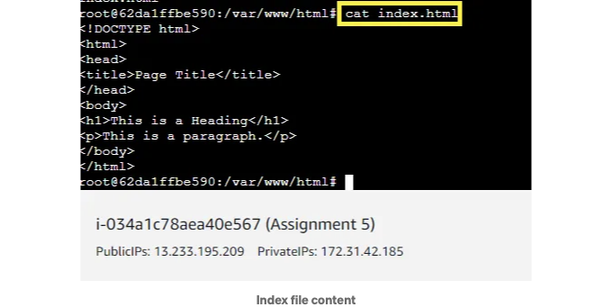 root@62da1ffbe590:/var/www/html# cat index.html
<!DOCTYPE html>
<html>
<head>
<title>Page Title</title>
</head>
<body>
<h1>This is a Heading</h1>
<p>This is a paragraph.</p>
</body>
</html>
root@62da1ffbe590:/var/www/html#
i-034a1c78aea40e567 (Assignment 5)
PublicIPs: 13.233.195.209 PrivateIPs: 172.31.42.185
Index file content